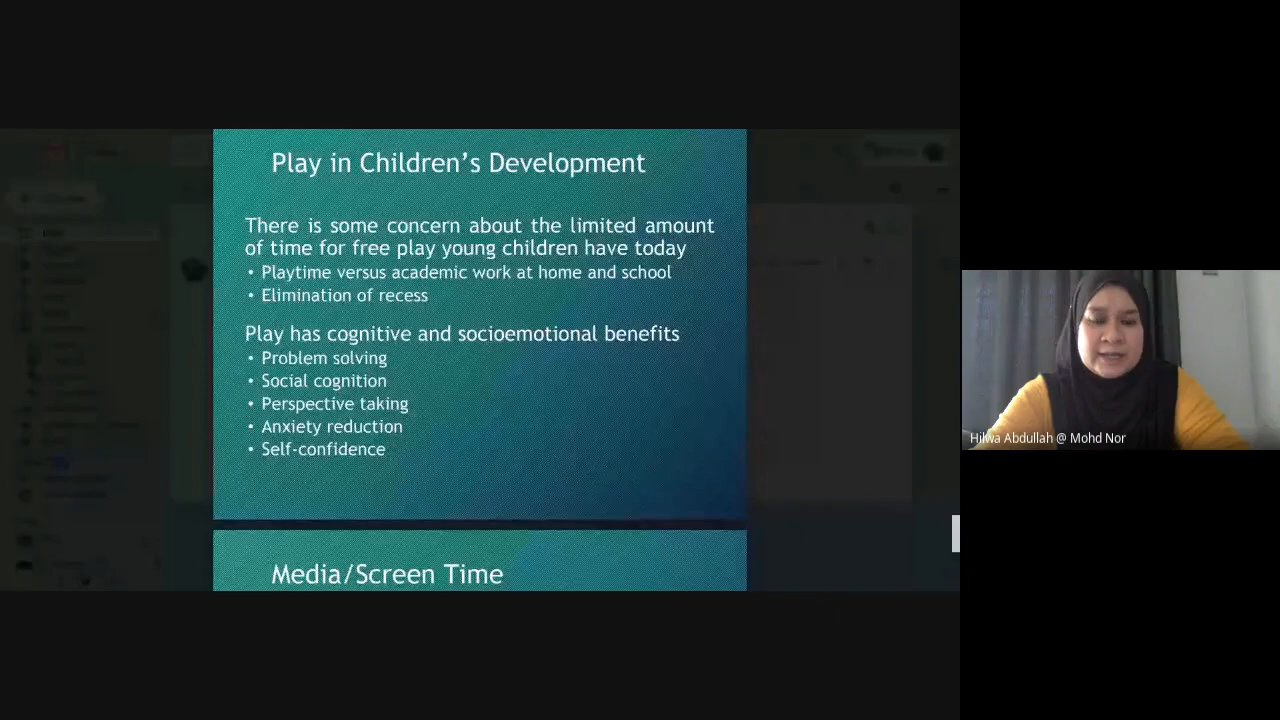 Play in Children’s Development
There is some concern about the limited amount
of time for free play young children have today
• Playtime versus academic work at home and school
• Elimination of recess
Play has cognitive and socioemotional benefits
• Problem solving
• Social cognition
• Perspective taking
• Anxiety reduction
• Self-confidence
Media/Screen Time
Hilwa Abdullah @ Mohd Nor